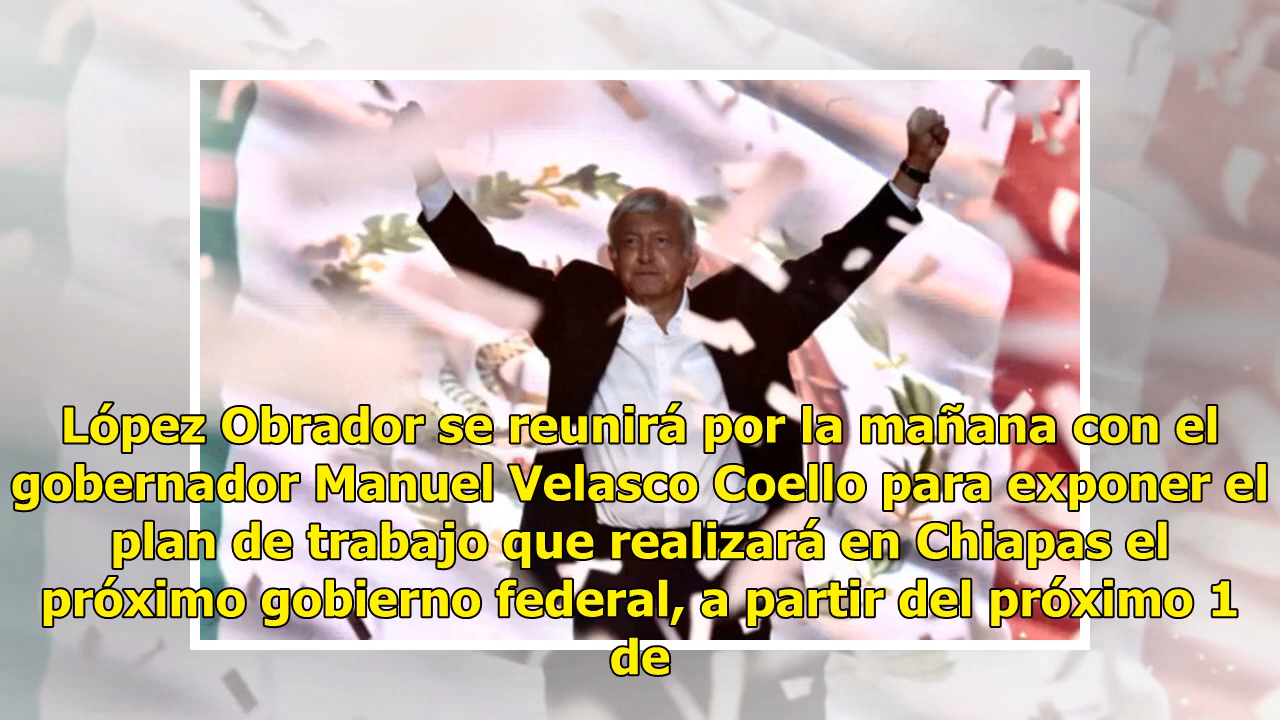 López Obrador se reunirá por la mañana con el
gobernador Manuel Velasco Coello para exponer el
plan de trabajo que realizará en Chiapas el
próximo gobierno federal, a partir del próximo 1
de